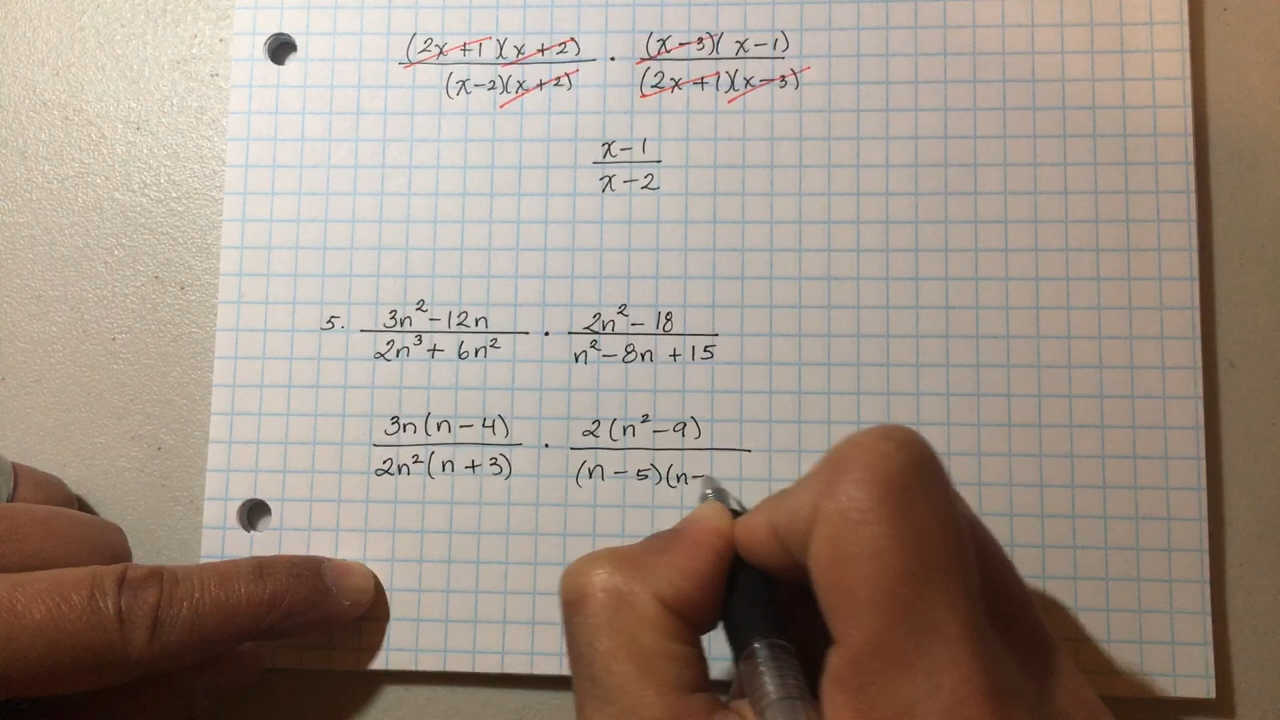 (2x+1)(x+2) · (x-3)(x-1)
(x-2)(x+2) (2x+1)(x-3)
x-1
x-2
5. 3n²-12n · 2n²-18
2n³+6n² n²-8n+15
3n(n-4) · 2(n²-9)
2n²(n+3) (n-5)(n-